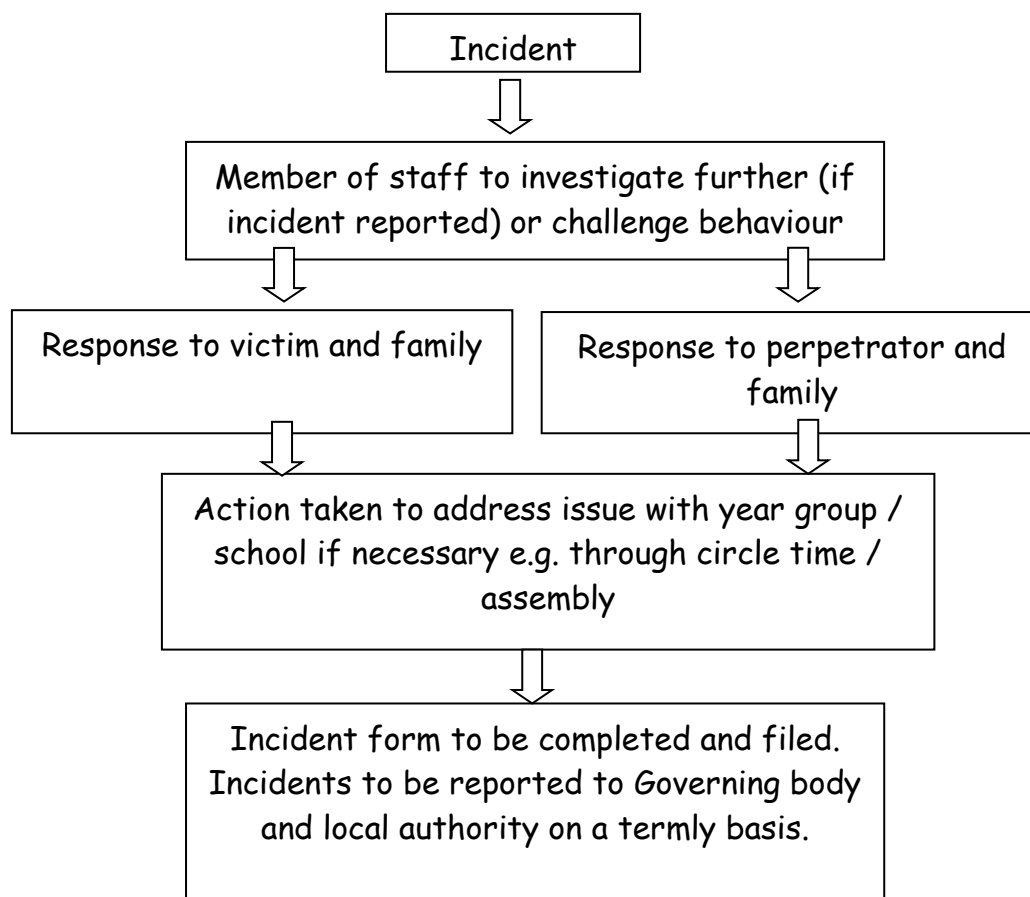 Incident
Member of staff to investigate further (if
incident reported) or challenge behaviour
Response to victim and family
Response to perpetrator and
family
Action taken to address issue with year group /
school if necessary e.g. through circle time /
assembly
Incident form to be completed and filed.
Incidents to be reported to Governing body
and local authority on a termly basis.